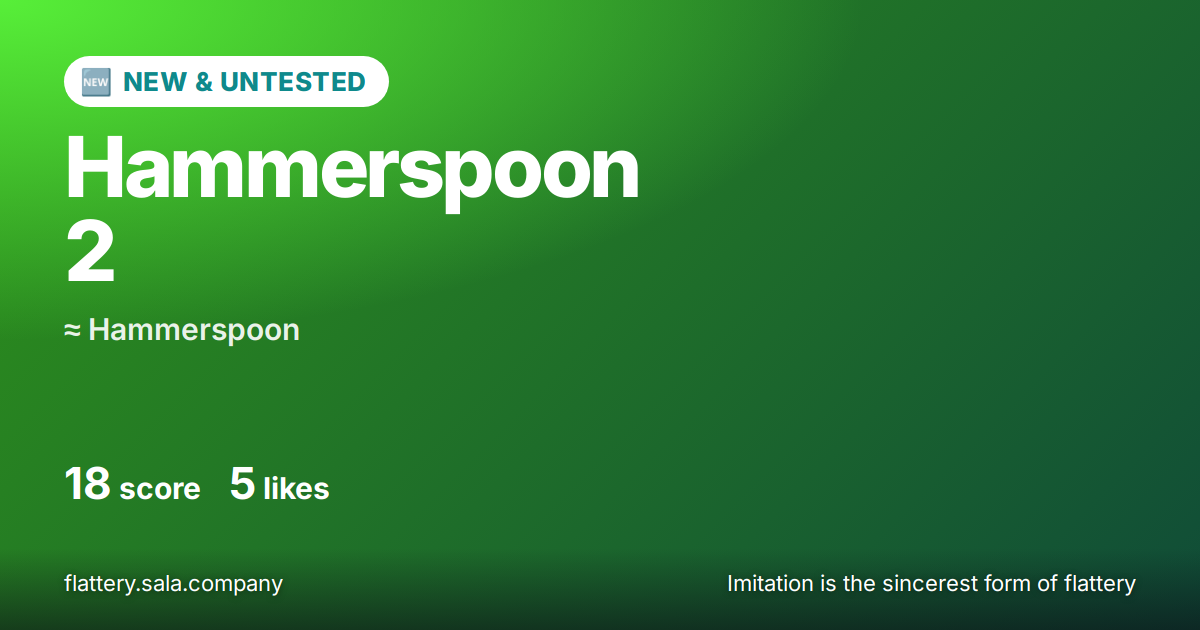 🆕 NEW & UNTESTED
Hammerspoon
2
≈ Hammerspoon
18 score 5 likes
flattery.sala.company
Imitation is the sincerest form of flattery